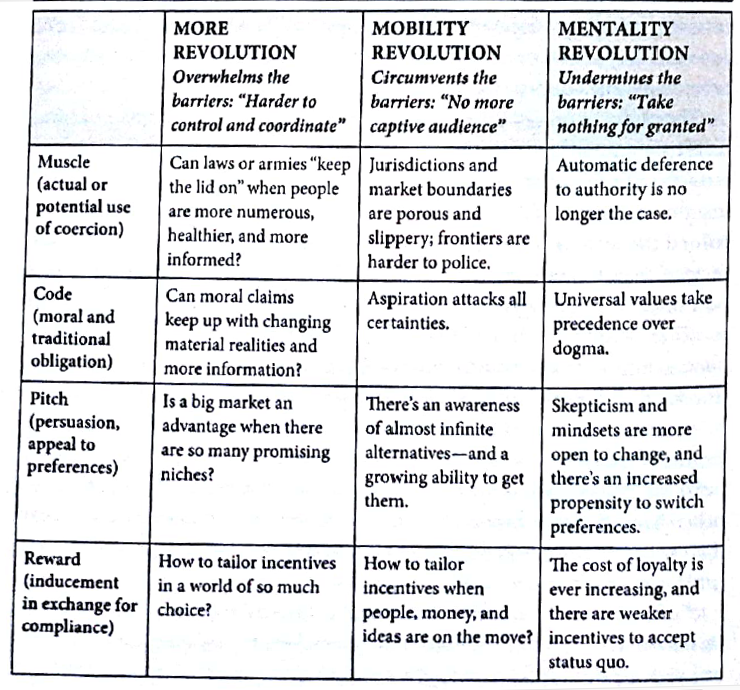 MORE
REVOLUTION
Overwhelms the
barriers: “Harder to
control and coordinate”
MOBILITY
REVOLUTION
Circumvents the
barriers: “No more
captive audience”
MENTALITY
REVOLUTION
Undermines the
barriers: “Take
nothing for granted”
Muscle
(actual or
potential use
of coercion)
Can laws or armies “keep
the lid on” when people
are more numerous,
healthier, and more
informed?
Jurisdictions and
market boundaries
are porous and
slippery; frontiers are
harder to police.
Automatic deference
to authority is no
longer the case.
Code
(moral and
traditional
obligation)
Can moral claims
keep up with changing
material realities and
more information?
Aspiration attacks all
certainties.
Universal values take
precedence over
dogma.
Pitch
(persuasion,
appeal to
preferences)
Is a big market an
advantage when there
are so many promising
niches?
There’s an awareness
of almost infinite
alternatives—and a
growing ability to get
them.
Skepticism and
mindsets are more
open to change, and
there’s an increased
propensity to switch
preferences.
Reward
(inducement
in exchange for
compliance)
How to tailor incentives
in a world of so much
choice?
How to tailor
incentives when
people, money, and
ideas are on the move?
The cost of loyalty is
ever increasing, and
there are weaker
incentives to accept
status quo.